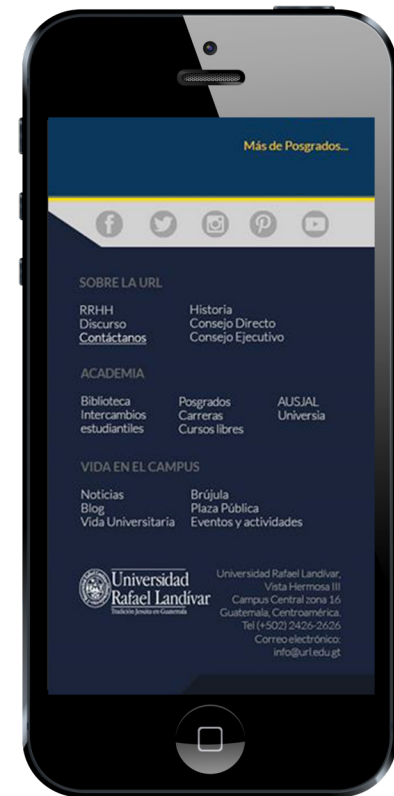 Más de Posgrados...
SOBRE LA URL
RRHH
Discurso
Contáctanos
Historia
Consejo Directo
Consejo Ejecutivo
ACADEMIA
Biblioteca
Intercambios
estudiantiles
Posgrados
Carreras
Cursos libres
AUSJAL
Universia
VIDA EN EL CAMPUS
Noticias
Blog
Vida Universitaria
Brújula
Plaza Pública
Eventos y actividades
Universidad
Rafael Landívar
Tradición Jesuita en Guatemala
Universidad Rafael Landívar,
Vista Hermosa III
Campus Central zona 16
Guatemala, Centroamérica.
Tel (+502) 2426-2626
Correo electrónico:
info@url.edu.gt